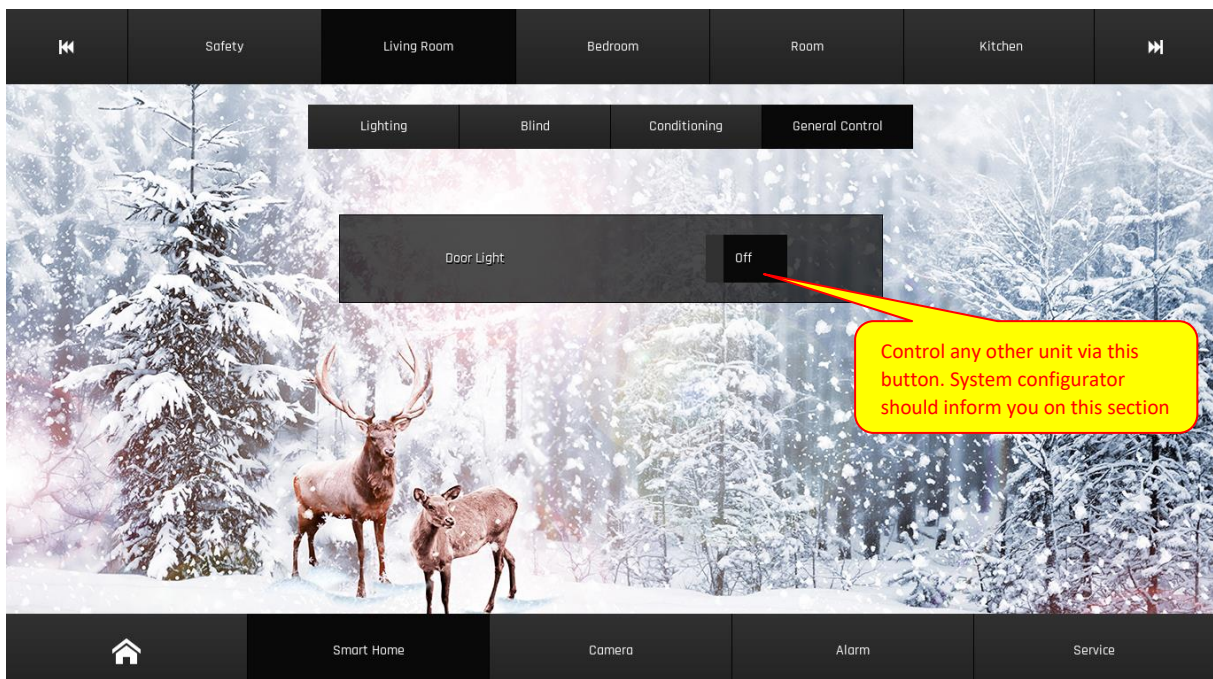 Safety Living Room Bedroom Room Kitchen
Lighting Blind Conditioning General Control
Door Light Off
Control any other unit via this
button. System configurator
should inform you on this section
Smart Home Camera Alarm Service